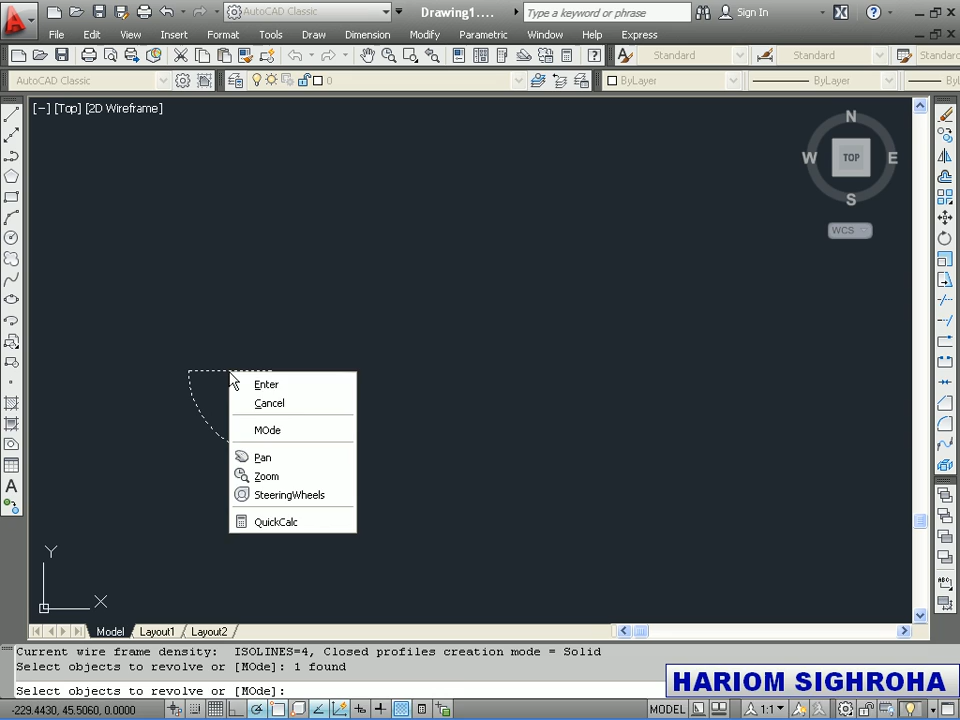 AutoCAD Classic
Drawing1....
Type a keyword or phrase
Sign In
File Edit View Insert Format Tools Draw Dimension Modify Parametric Window Help Express
Standard Standard Standard
AutoCAD Classic
0
ByLayer ByLayer
[−] [Top] [2D Wireframe]
N
W TOP E
S
WCS
Enter
Cancel
MOde
Pan
Zoom
SteeringWheels
QuickCalc
Y
X
Model Layout1 Layout2
Current wire frame density: ISOLINES=4, Closed profiles creation mode = Solid
Select objects to revolve or [MOde]: 1 found
Select objects to revolve or [MOde]:
HARIOM SIGHROHA
-229.4430, 45.5060, 0.0000
MODEL
1:1